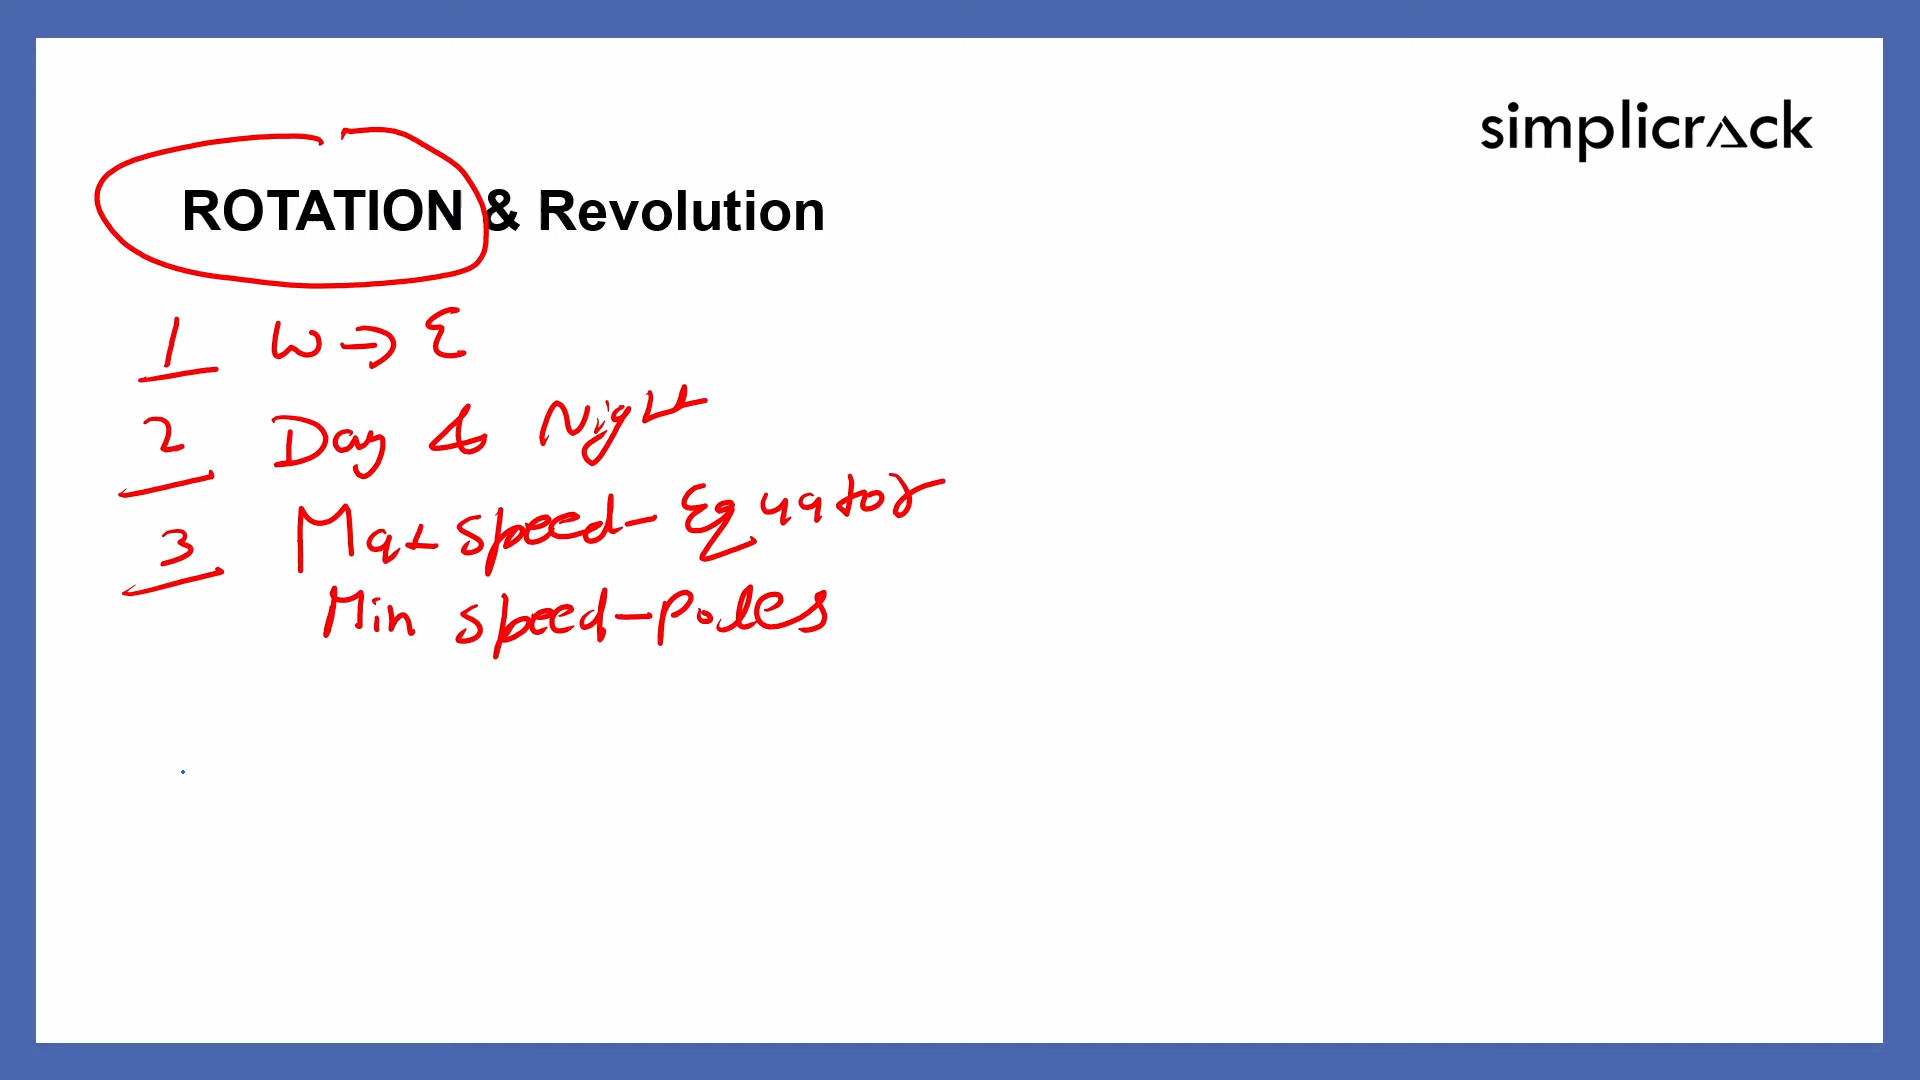 simplicrack
ROTATION & Revolution
1 W → E
2 Day & Night
3 Max speed - Equator
Min speed - Poles